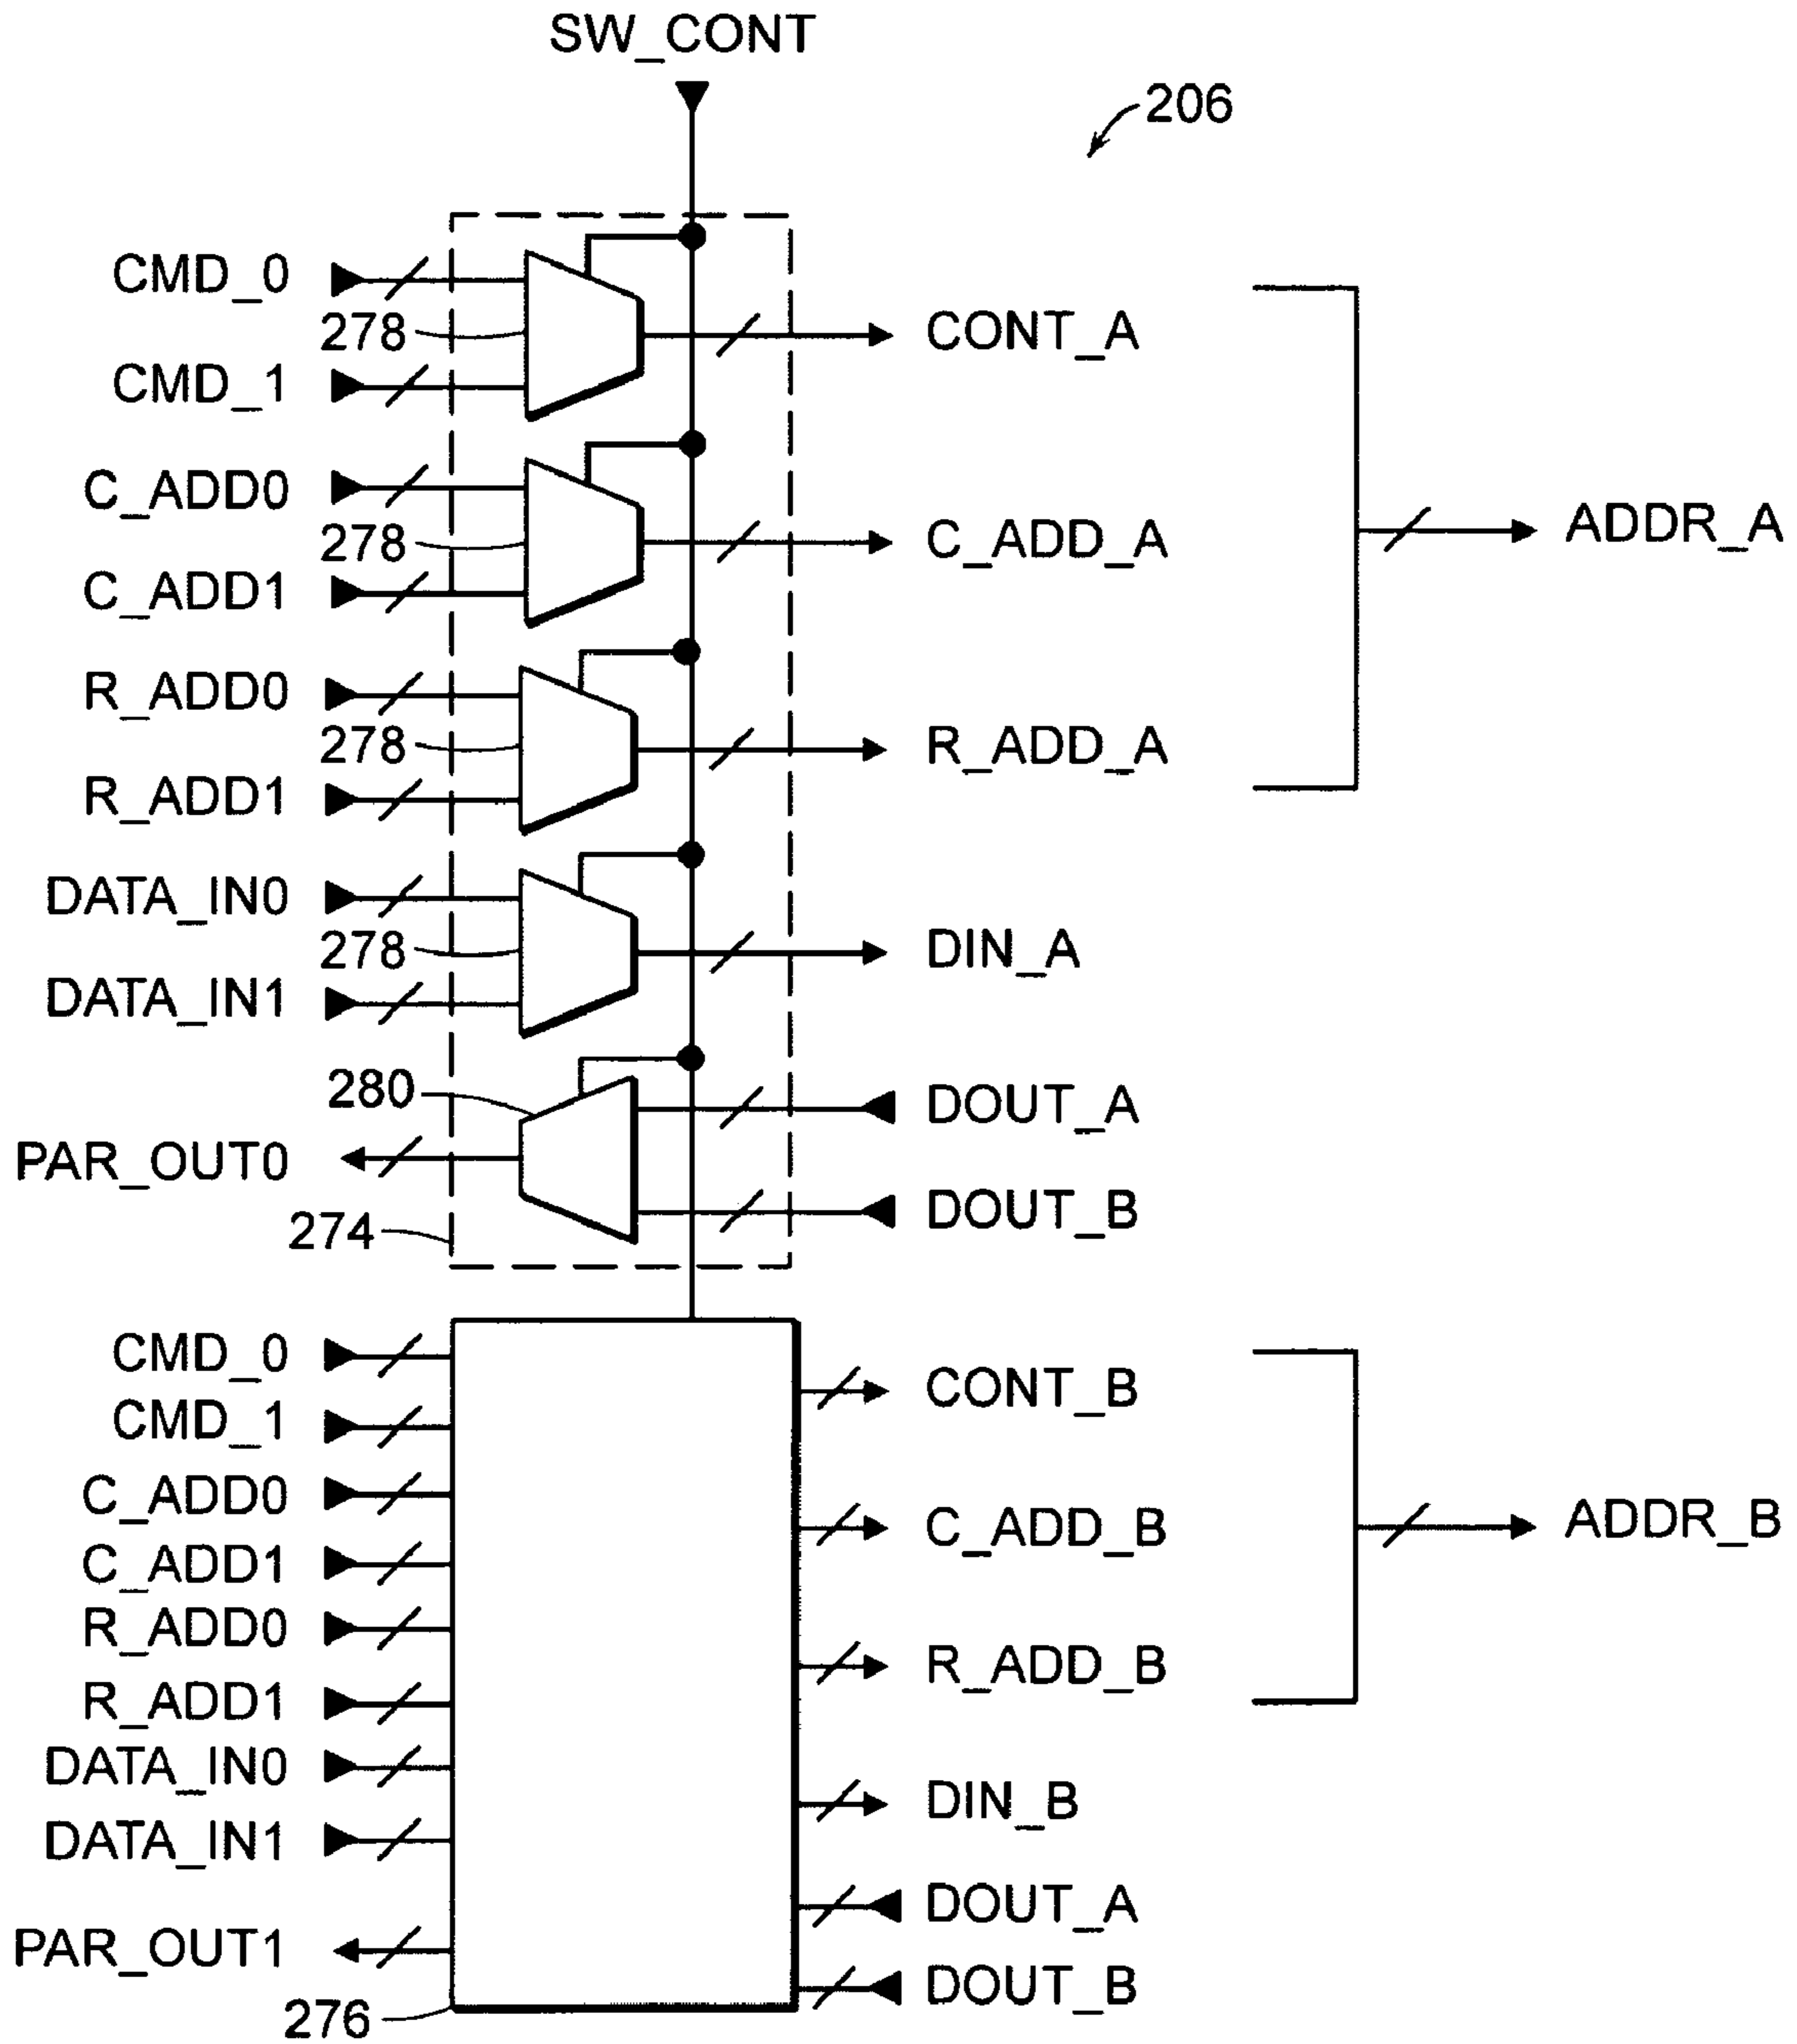 SW_CONT
206
CMD_0
278
CMD_1
CONT_A
C_ADD0
278
C_ADD1
C_ADD_A
ADDR_A
R_ADD0
278
R_ADD1
R_ADD_A
DATA_IN0
278
DATA_IN1
DIN_A
280
PAR_OUT0
274
DOUT_A
DOUT_B
CMD_0
CMD_1
C_ADD0
C_ADD1
R_ADD0
R_ADD1
DATA_IN0
DATA_IN1
PAR_OUT1
276
CONT_B
C_ADD_B
R_ADD_B
DIN_B
DOUT_A
DOUT_B
ADDR_B